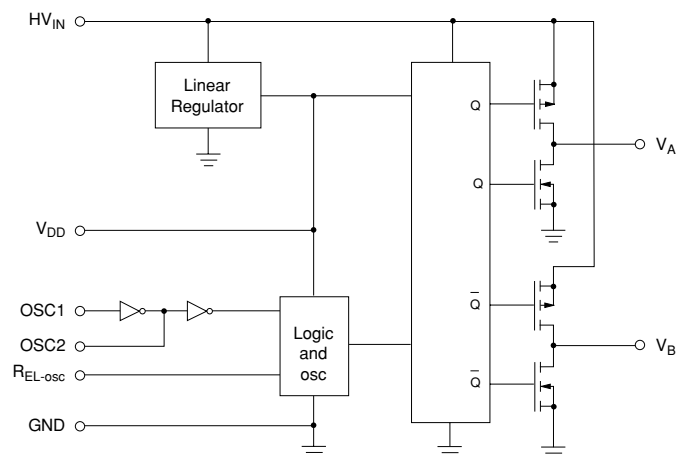 HV_IN
Linear
Regulator
Q
V_A
Q
V_DD
OSC1
OSC2
R_EL-osc
GND
Logic
and
osc
Q̅
V_B
Q̅